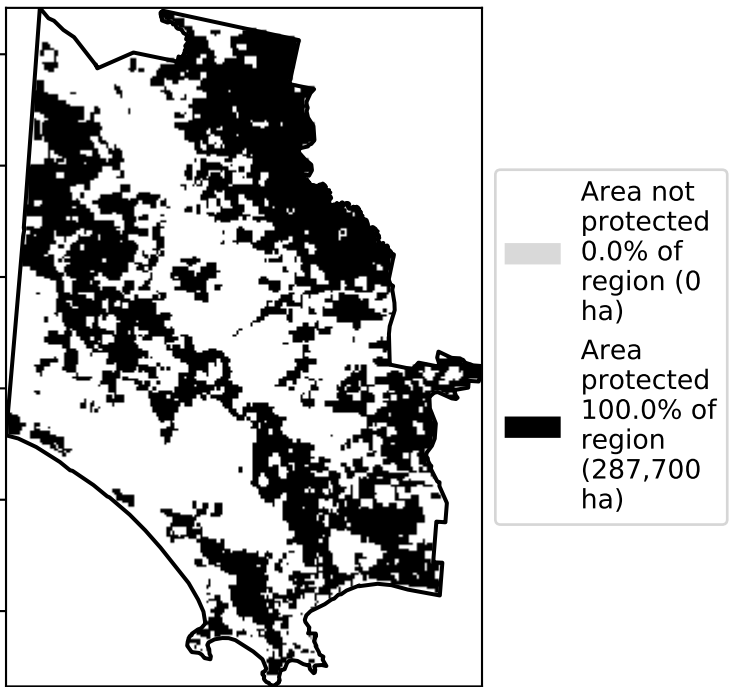 Area not
protected
0.0% of
region (0
ha)
Area
protected
100.0% of
region
(287,700
ha)